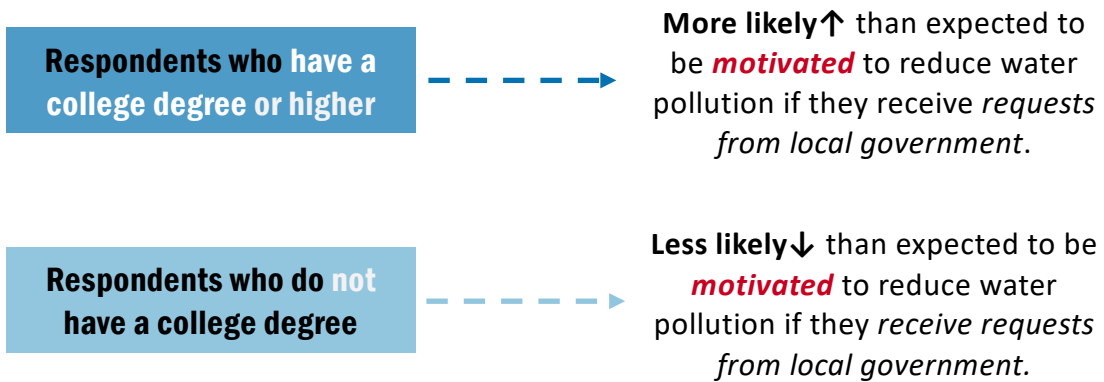 Respondents who have a
college degree or higher
More likely↑ than expected to
be motivated to reduce water
pollution if they receive requests
from local government.
Respondents who do not
have a college degree
Less likely↓ than expected to be
motivated to reduce water
pollution if they receive requests
from local government.